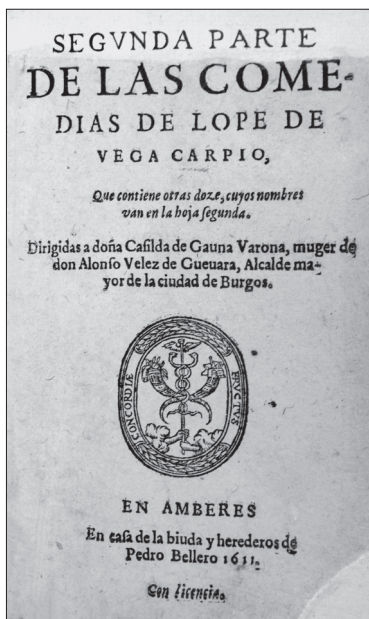 SEGVNDA PARTE
DE LAS COME-
DIAS DE LOPE DE
VEGA CARPIO,
Que contiene otras doze, cuyos nombres
van en la hoja ſegunda.
Dirigidas a doña Caſilda de Gauna Varona, muger de
don Alonſo Velez de Gueuara, Alcalde ma-
yor de la ciudad de Burgos.
CONCORDIÆ FRVCTVS
EN AMBERES
En caſa de la biuda y herederos de
Pedro Bellero 1611.
Con licencia.